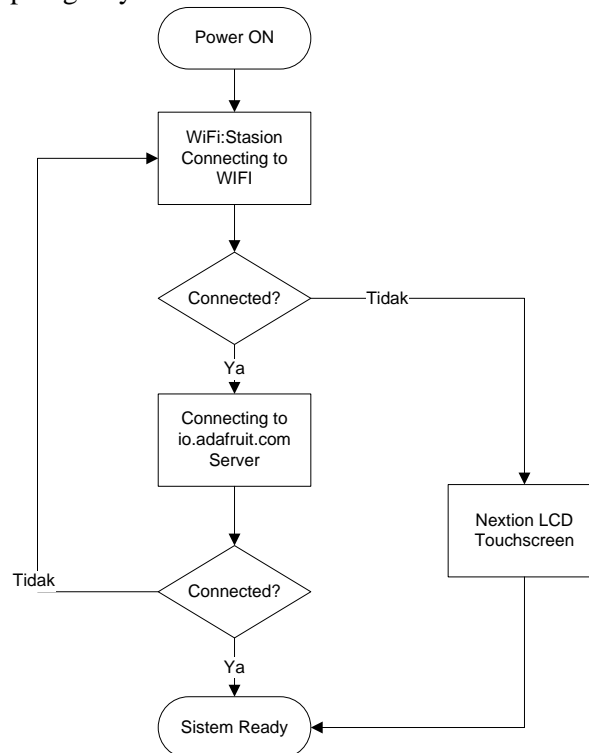 Power ON
WiFi:Stasion
Connecting to
WIFI
Connected?
Tidak
Ya
Connecting to
io.adafruit.com
Server
Nextion LCD
Touchscreen
Tidak
Connected?
Ya
Sistem Ready